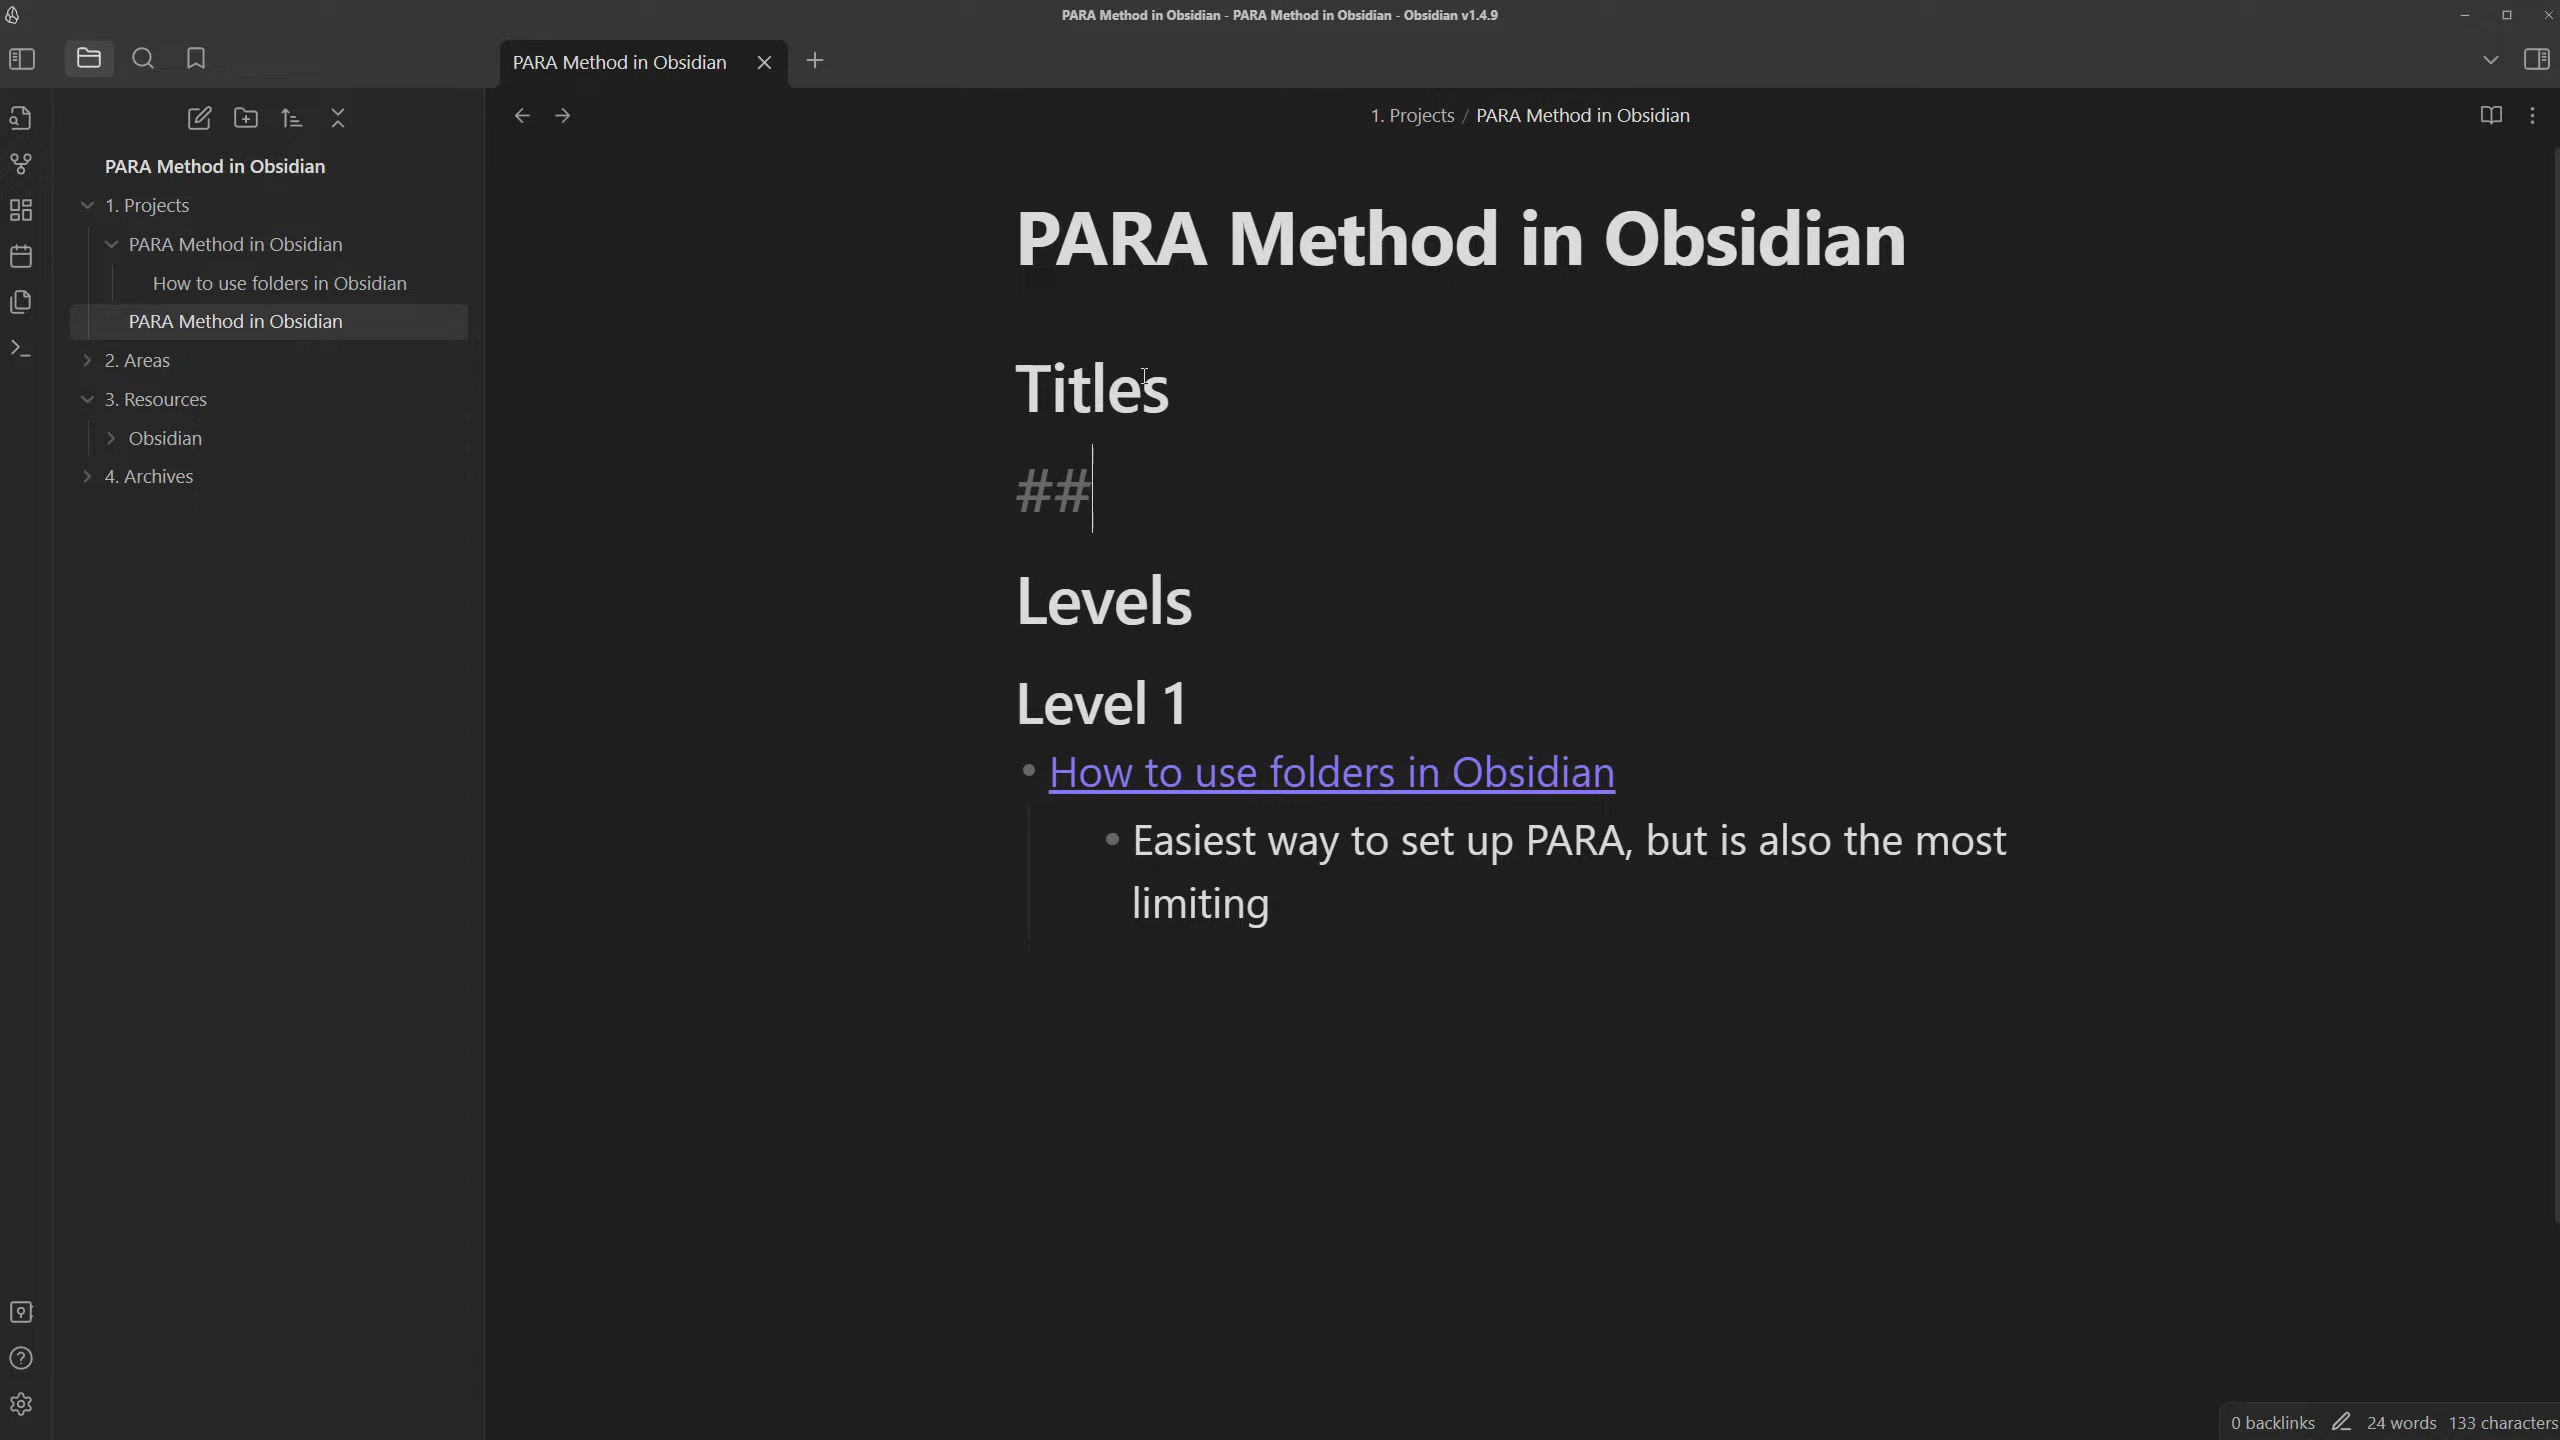 PARA Method in Obsidian - PARA Method in Obsidian - Obsidian v1.4.9
PARA Method in Obsidian
1. Projects / PARA Method in Obsidian
PARA Method in Obsidian
1. Projects
PARA Method in Obsidian
How to use folders in Obsidian
PARA Method in Obsidian
2. Areas
3. Resources
Obsidian
4. Archives
PARA Method in Obsidian
Titles
##
Levels
Level 1
How to use folders in Obsidian
Easiest way to set up PARA, but is also the most
limiting
0 backlinks 24 words 133 characters